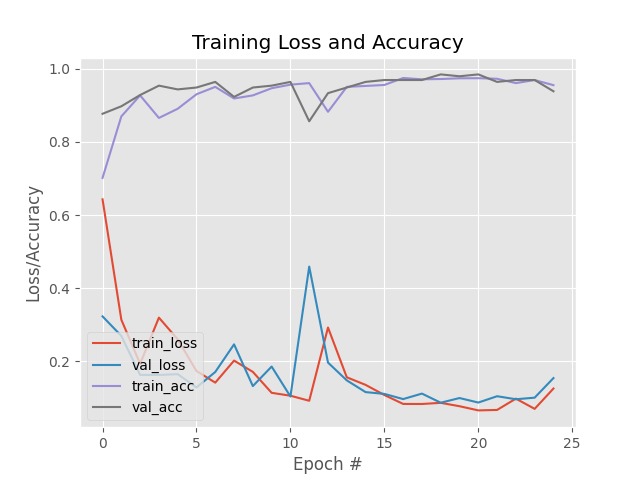 Training Loss and Accuracy
1.0
0.8
0.6
0.4
0.2
Loss/Accuracy
train_loss
val_loss
train_acc
val_acc
0 5 10 15 20 25
Epoch #